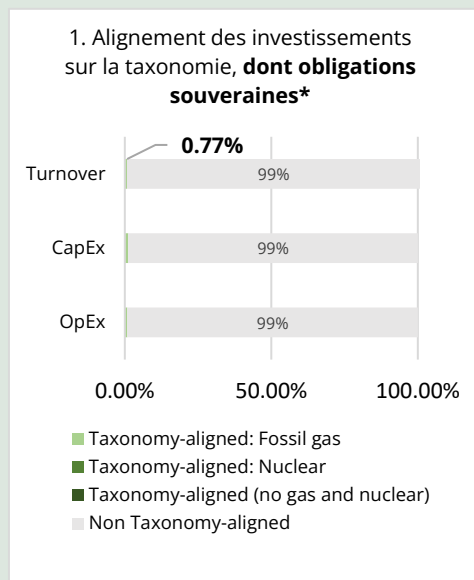 1. Alignement des investissements
sur la taxonomie, dont obligations
souveraines*
0.77%
Turnover
99%
CapEx
99%
OpEx
99%
0.00%
50.00%
100.00%
Taxonomy-aligned: Fossil gas
Taxonomy-aligned: Nuclear
Taxonomy-aligned (no gas and nuclear)
Non Taxonomy-aligned